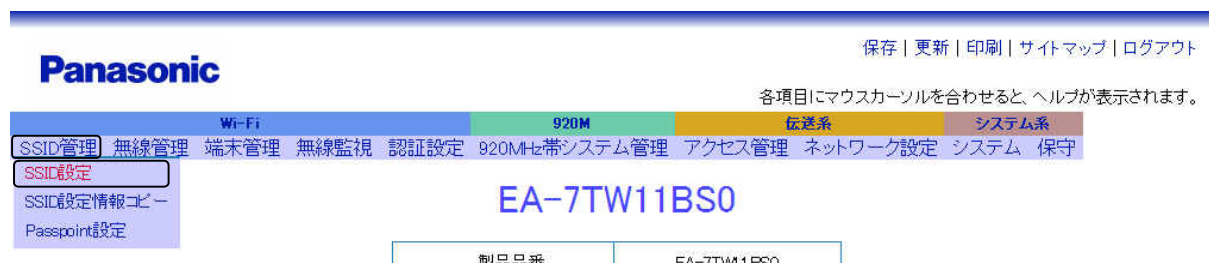 保存 | 更新 | 印刷 | サイトマップ | ログアウト
Panasonic
各項目にマウスカーソルを合わせると、ヘルプが表示されます。
Wi-Fi 920M 伝送系 システム系
SSID管理 無線管理 端末管理 無線監視 認証設定 920MHz帯システム管理 アクセス管理 ネットワーク設定 システム 保守
SSID設定
SSID設定情報コピー
Passpoint設定
EA-7TW11BS0
製品品番 EA-7TW11BS0